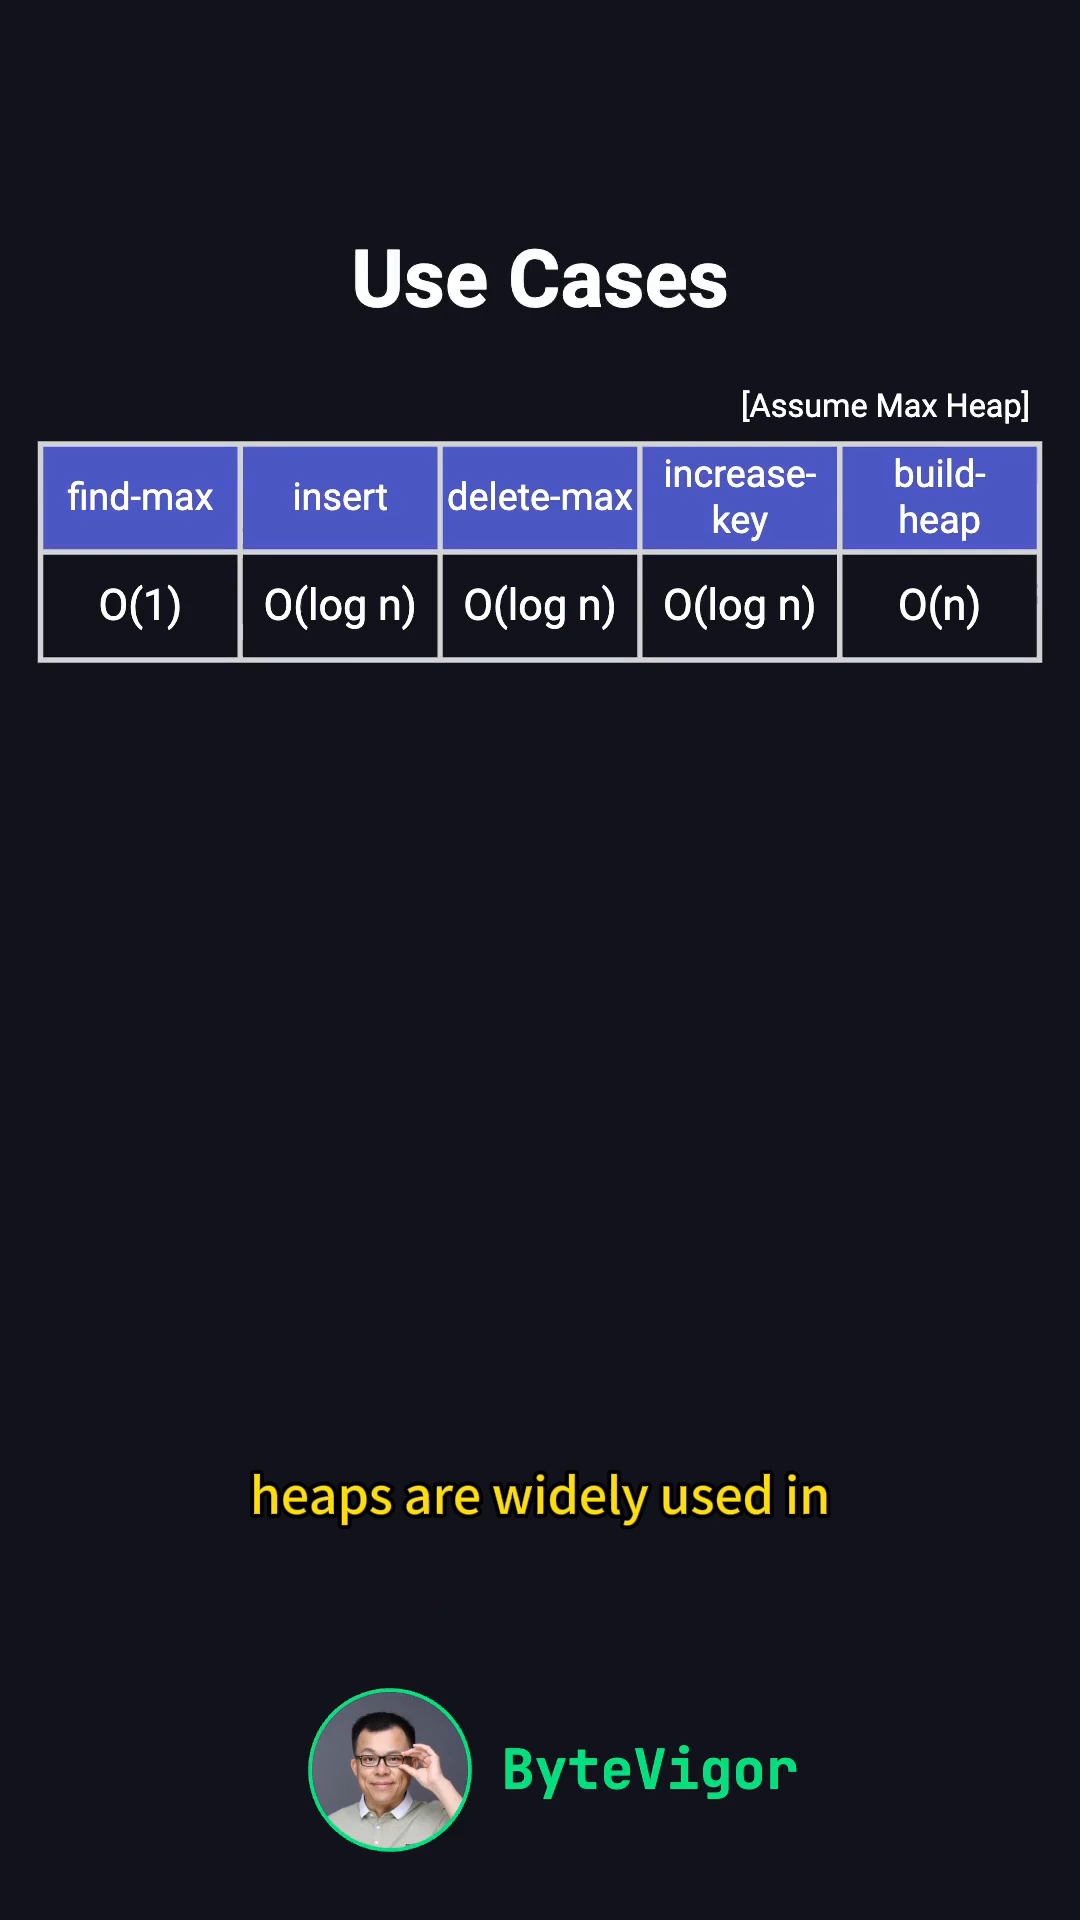 Use Cases
[Assume Max Heap]
find-max insert delete-max increase-key build-heap
O(1) O(log n) O(log n) O(log n) O(n)
heaps are widely used in
ByteVigor